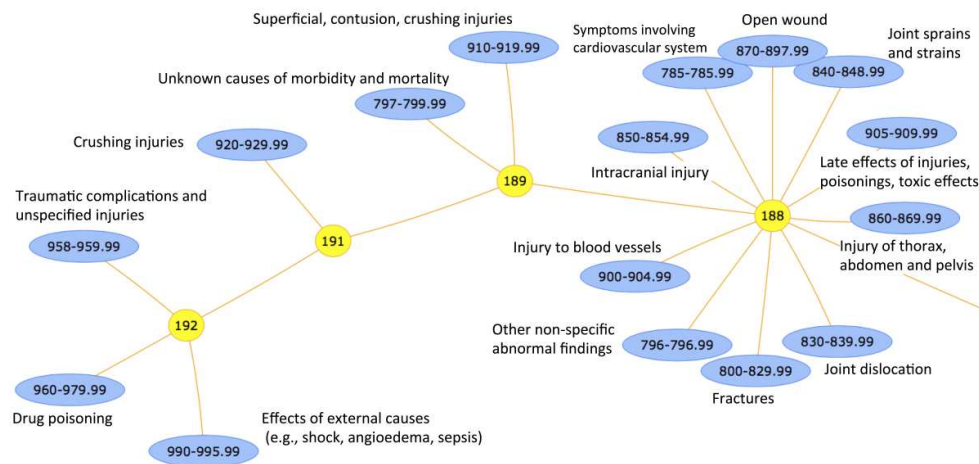 Superficial, contusion, crushing injuries
910-919.99
Unknown causes of morbidity and mortality
797-799.99
Symptoms involving
cardiovascular system
785-785.99
Open wound
870-897.99
Joint sprains
and strains
840-848.99
Crushing injuries
920-929.99
850-854.99
Intracranial injury
905-909.99
Late effects of injuries,
poisonings, toxic effects
189
188
191
Traumatic complications and
unspecified injuries
958-959.99
Injury to blood vessels
900-904.99
860-869.99
Injury of thorax,
abdomen and pelvis
192
Other non-specific
abnormal findings
796-796.99
800-829.99
Fractures
830-839.99
Joint dislocation
960-979.99
Drug poisoning
Effects of external causes
(e.g., shock, angioedema, sepsis)
990-995.99